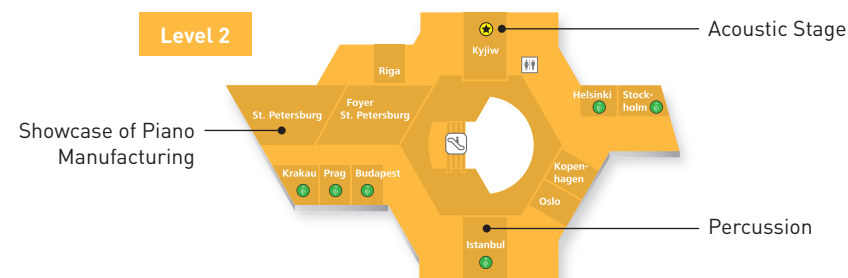 Level 2
Acoustic Stage
Kyjiw
Riga
Helsinki
Stock-
holm
St. Petersburg
Foyer
St. Petersburg
Showcase of Piano
Manufacturing
Krakau
Prag
Budapest
Kopen-
hagen
Oslo
Percussion
Istanbul